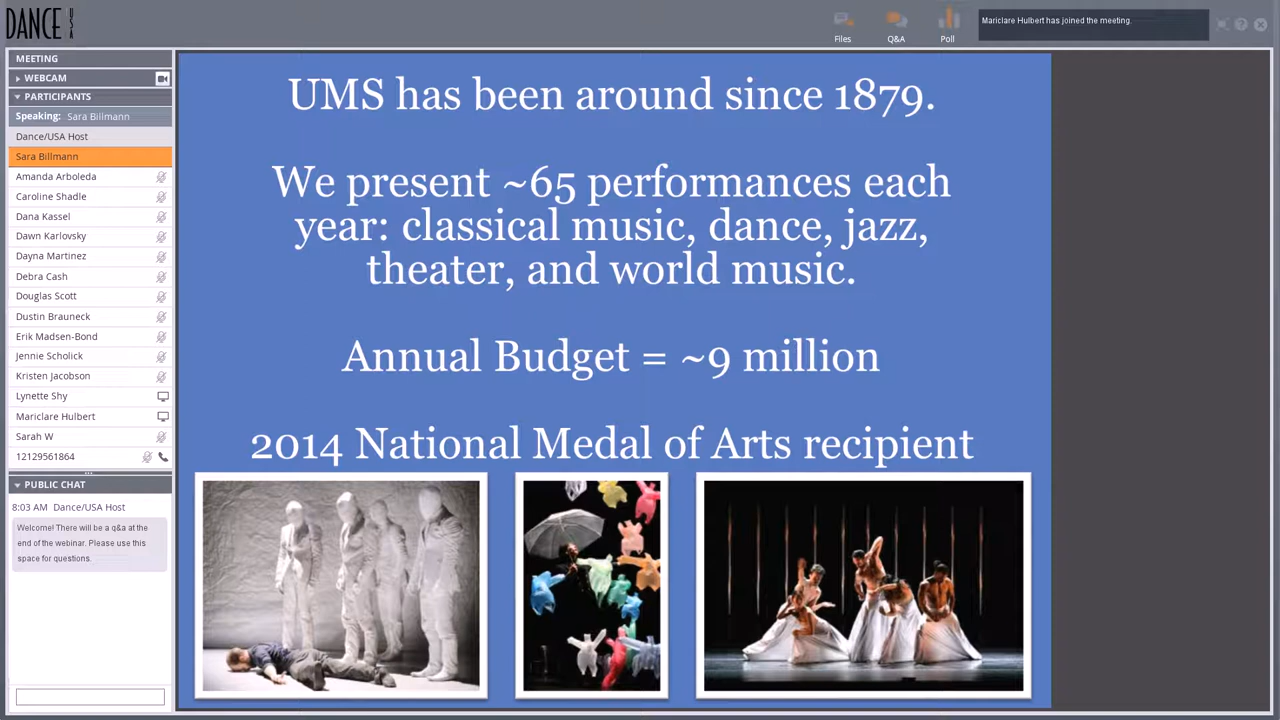 DANCE USA
Files
Q&A
Poll
Mariclare Hulbert has joined the meeting.
MEETING
WEBCAM
PARTICIPANTS
Speaking: Sara Billmann
Dance/USA Host
Sara Billmann
Amanda Arboleda
Caroline Shadle
Dana Kassel
Dawn Karlovsky
Dayna Martinez
Debra Cash
Douglas Scott
Dustin Brauneck
Erik Madsen-Bond
Jennie Scholick
Kristen Jacobson
Lynette Shy
Mariclare Hulbert
Sarah W
12129561864
PUBLIC CHAT
8:03 AM Dance/USA Host
Welcome! There will be a q&a at the
end of the webinar. Please use this
space for questions.
UMS has been around since 1879.
We present ~65 performances each
year: classical music, dance, jazz,
theater, and world music.
Annual Budget = ~9 million
2014 National Medal of Arts recipient